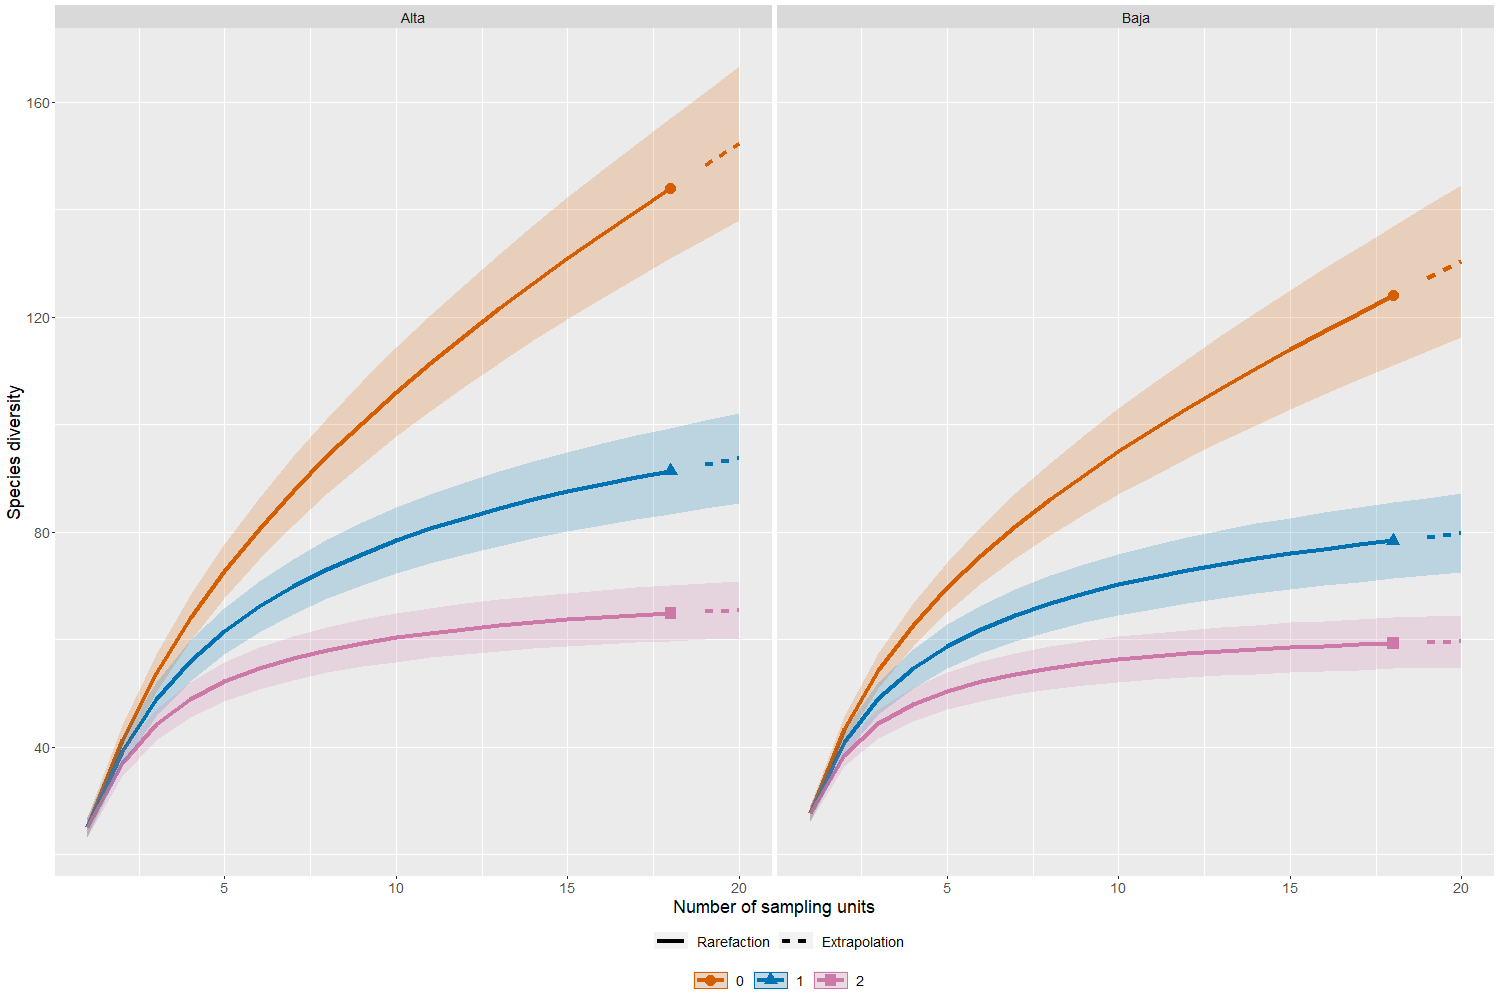 Alta Baja
160
120
80
40
Species diversity
5 10 15 20 5 10 15 20
Number of sampling units
Rarefaction Extrapolation
0 1 2